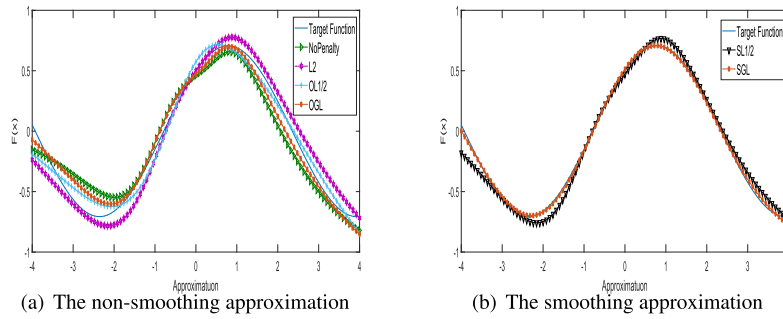 1
0.5
0
-0.5
-1
F(x)
-4
-3
-2
-1
0
1
2
3
4
Approximatuon
Target Function
NoPenalty
L2
OL1/2
OGL
(a) The non-smoothing approximation
1
0.5
0
-0.5
-1
F(x)
-4
-3
-2
-1
0
1
2
3
Approximatuon
Target Function
SL1/2
SGL
(b) The smoothing approximation